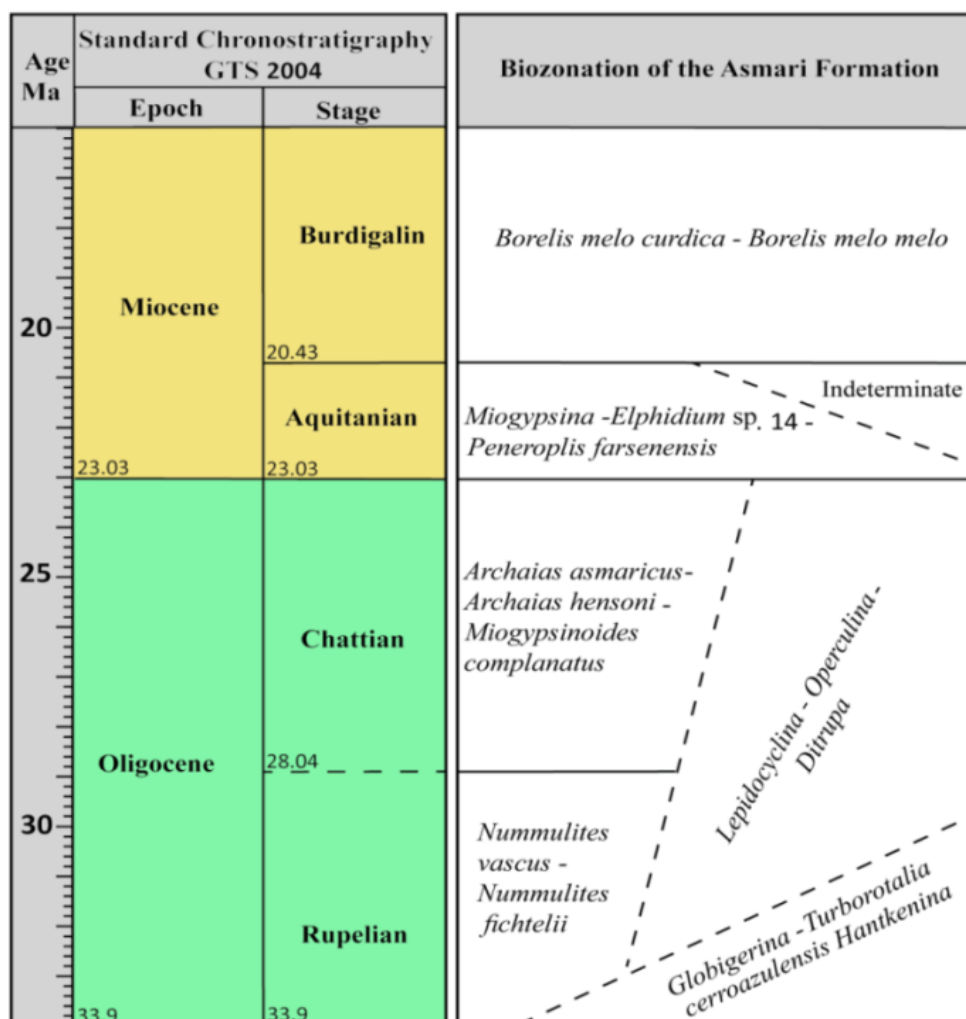 Age
Ma
Standard Chronostratigraphy
GTS 2004
Epoch
Stage
Biozonation of the Asmari Formation
Burdigalin
Borelis melo curdica - Borelis melo melo
Miocene
20
20.43
Indeterminate
Aquitanian
Miogypsina -Elphidium sp. 14 -
Peneroplis farsenensis
23.03
23.03
25
Archaias asmaricus-
Archaias hensoni -
Miogypsinoides
complanatus
Chattian
Lepidocyclina - Operculina -
Ditrupa
Oligocene
28.04
30
Nummulites
vascus -
Nummulites
fichtelii
Rupelian
Globigerina -Turborotalia
cerroazulensis Hantkenina
33.9
33.9